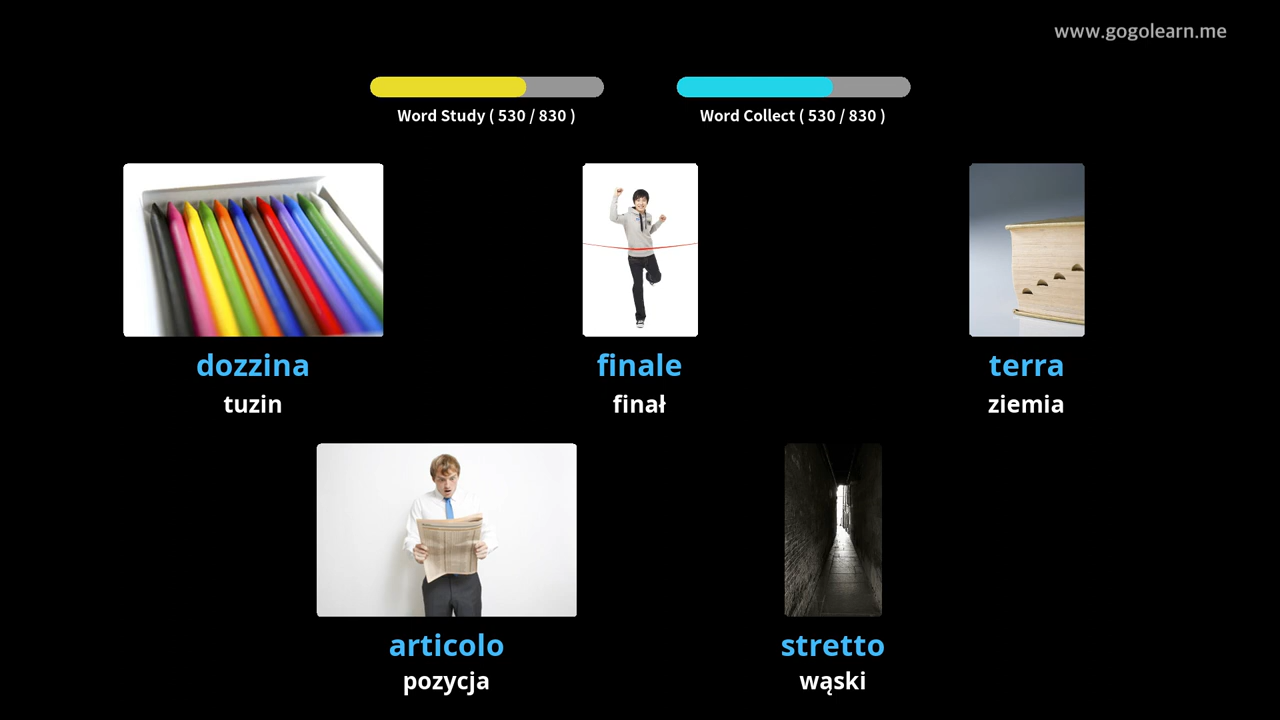 www.gogolearn.me
Word Study ( 530 / 830 )
Word Collect ( 530 / 830 )
dozzina
tuzin
finale
finał
terra
ziemia
articolo
pozycja
stretto
wąski